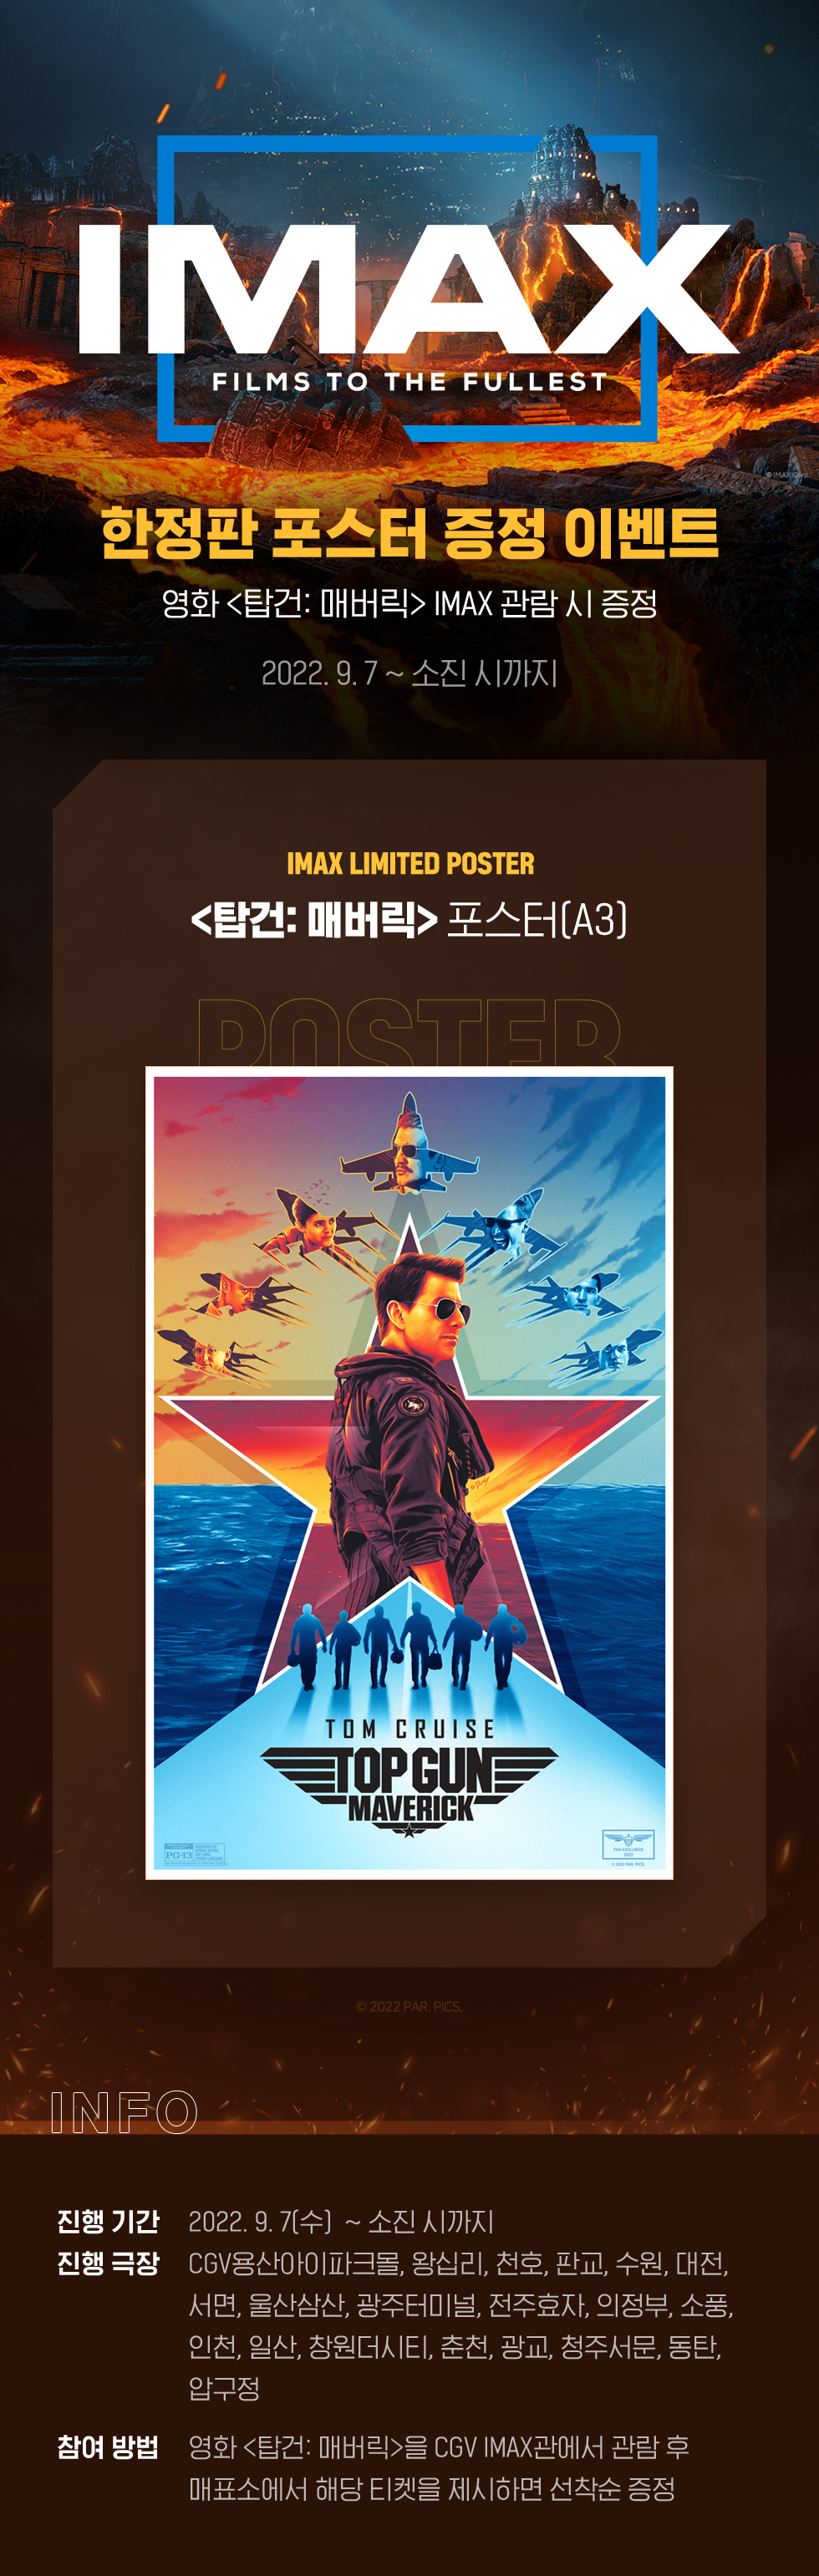 IMAX
FILMS TO THE FULLEST
© IMAX Corp.
한정판 포스터 증정 이벤트
영화 <탑건: 매버릭> IMAX 관람 시 증정
2022. 9. 7 ~ 소진 시까지
IMAX LIMITED POSTER
<탑건: 매버릭> 포스터(A3)
POSTER
TOM CRUISE
TOP GUN
MAVERICK
PG-13
FAN EXCLUSIVE
2022
© 2022 PAR. PICS.
© 2022 PAR. PICS.
INFO
진행 기간 2022. 9. 7(수) ~ 소진 시까지
진행 극장 CGV용산아이파크몰, 왕십리, 천호, 판교, 수원, 대전,
서면, 울산삼산, 광주터미널, 전주효자, 의정부, 소풍,
인천, 일산, 창원더시티, 춘천, 광교, 청주서문, 동탄,
압구정
참여 방법 영화 <탑건: 매버릭>을 CGV IMAX관에서 관람 후
매표소에서 해당 티켓을 제시하면 선착순 증정